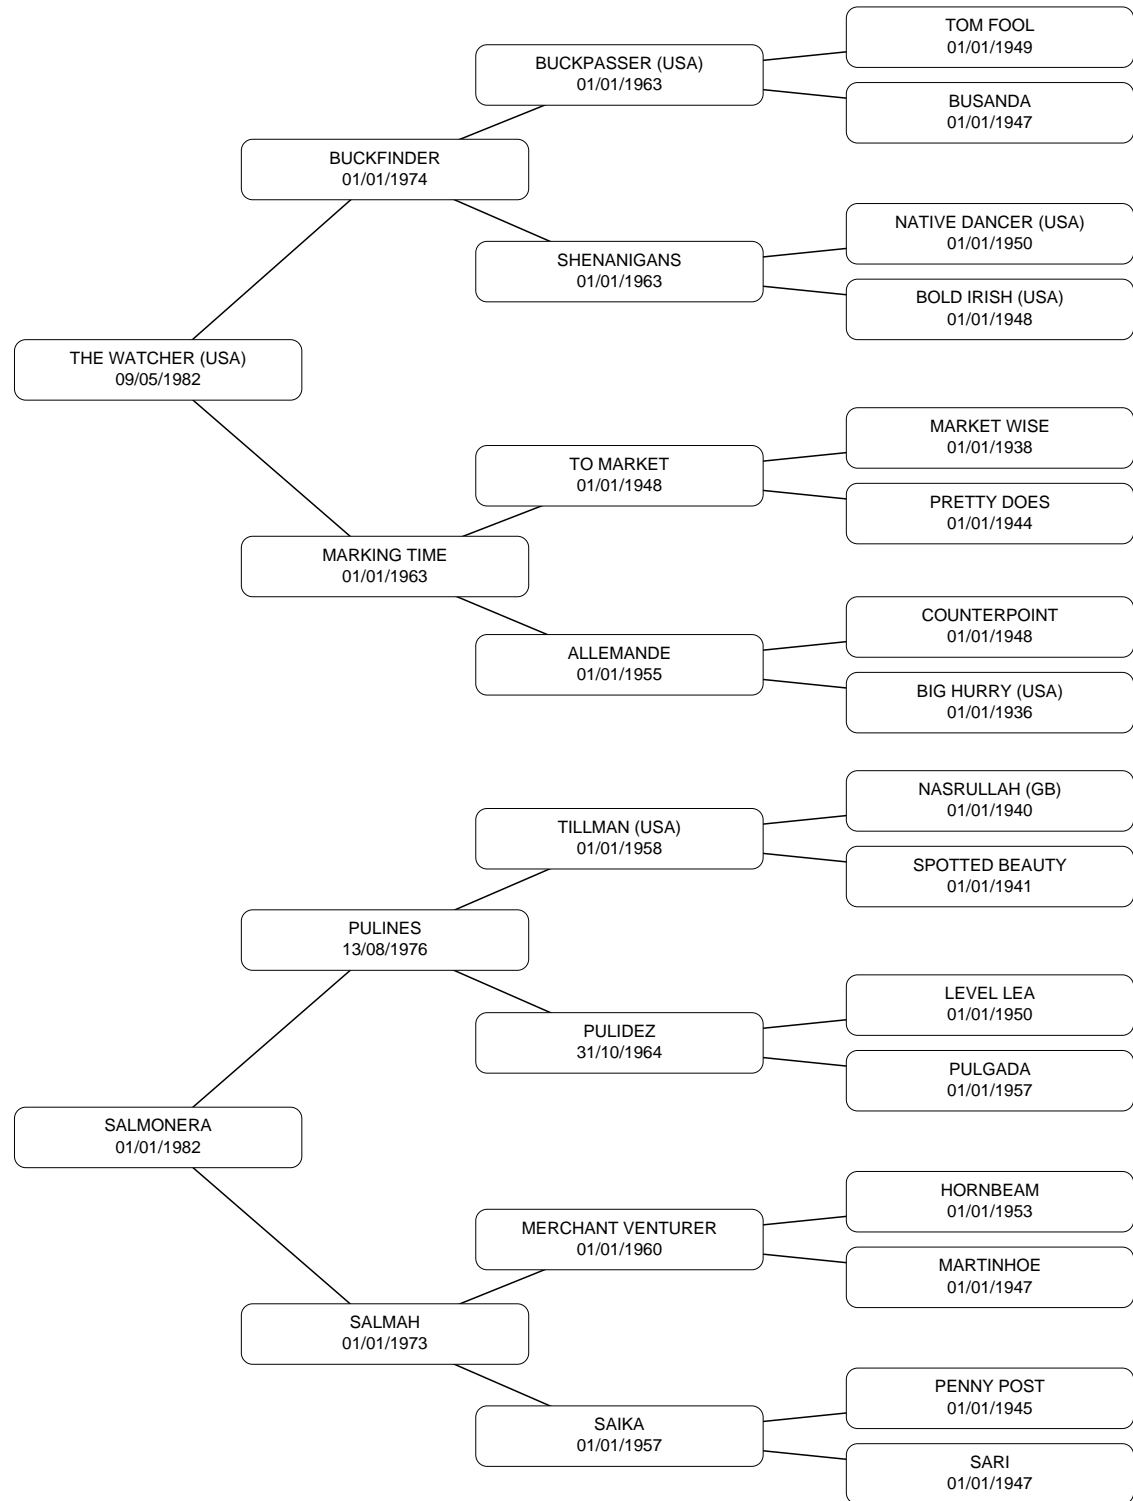 TOM FOOL
01/01/1949
BUCKPASSER (USA)
01/01/1963
BUSANDA
01/01/1947
BUCKFINDER
01/01/1974
NATIVE DANCER (USA)
01/01/1950
SHENANIGANS
01/01/1963
BOLD IRISH (USA)
01/01/1948
THE WATCHER (USA)
09/05/1982
MARKET WISE
01/01/1938
TO MARKET
01/01/1948
PRETTY DOES
01/01/1944
MARKING TIME
01/01/1963
COUNTERPOINT
01/01/1948
ALLEMANDE
01/01/1955
BIG HURRY (USA)
01/01/1936
NASRULLAH (GB)
01/01/1940
TILLMAN (USA)
01/01/1958
SPOTTED BEAUTY
01/01/1941
PULINES
13/08/1976
LEVEL LEA
01/01/1950
PULIDEZ
31/10/1964
PULGADA
01/01/1957
SALMONERA
01/01/1982
HORNBEAM
01/01/1953
MERCHANT VENTURER
01/01/1960
MARTINHOE
01/01/1947
SALMAH
01/01/1973
PENNY POST
01/01/1945
SAIKA
01/01/1957
SARI
01/01/1947